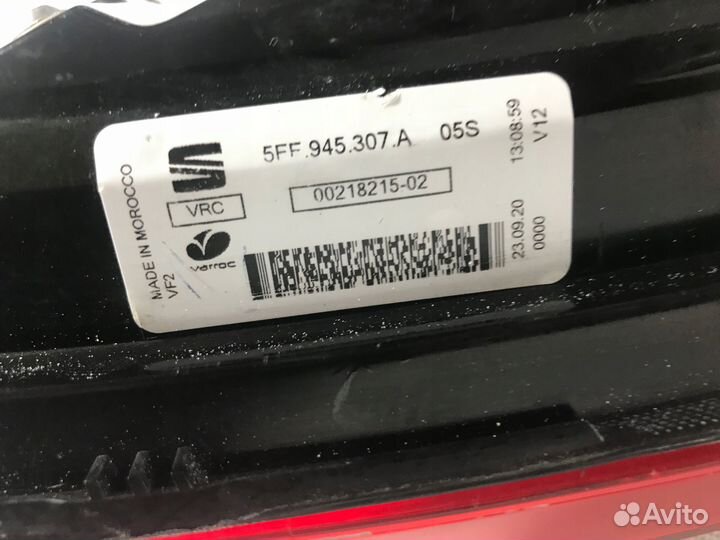 5FF.945.307.A 05S
VRC
00218215-02
varroc
MADE IN MOROCCO
VF2
23.09.20 13:08:59
0000 V12
Avito